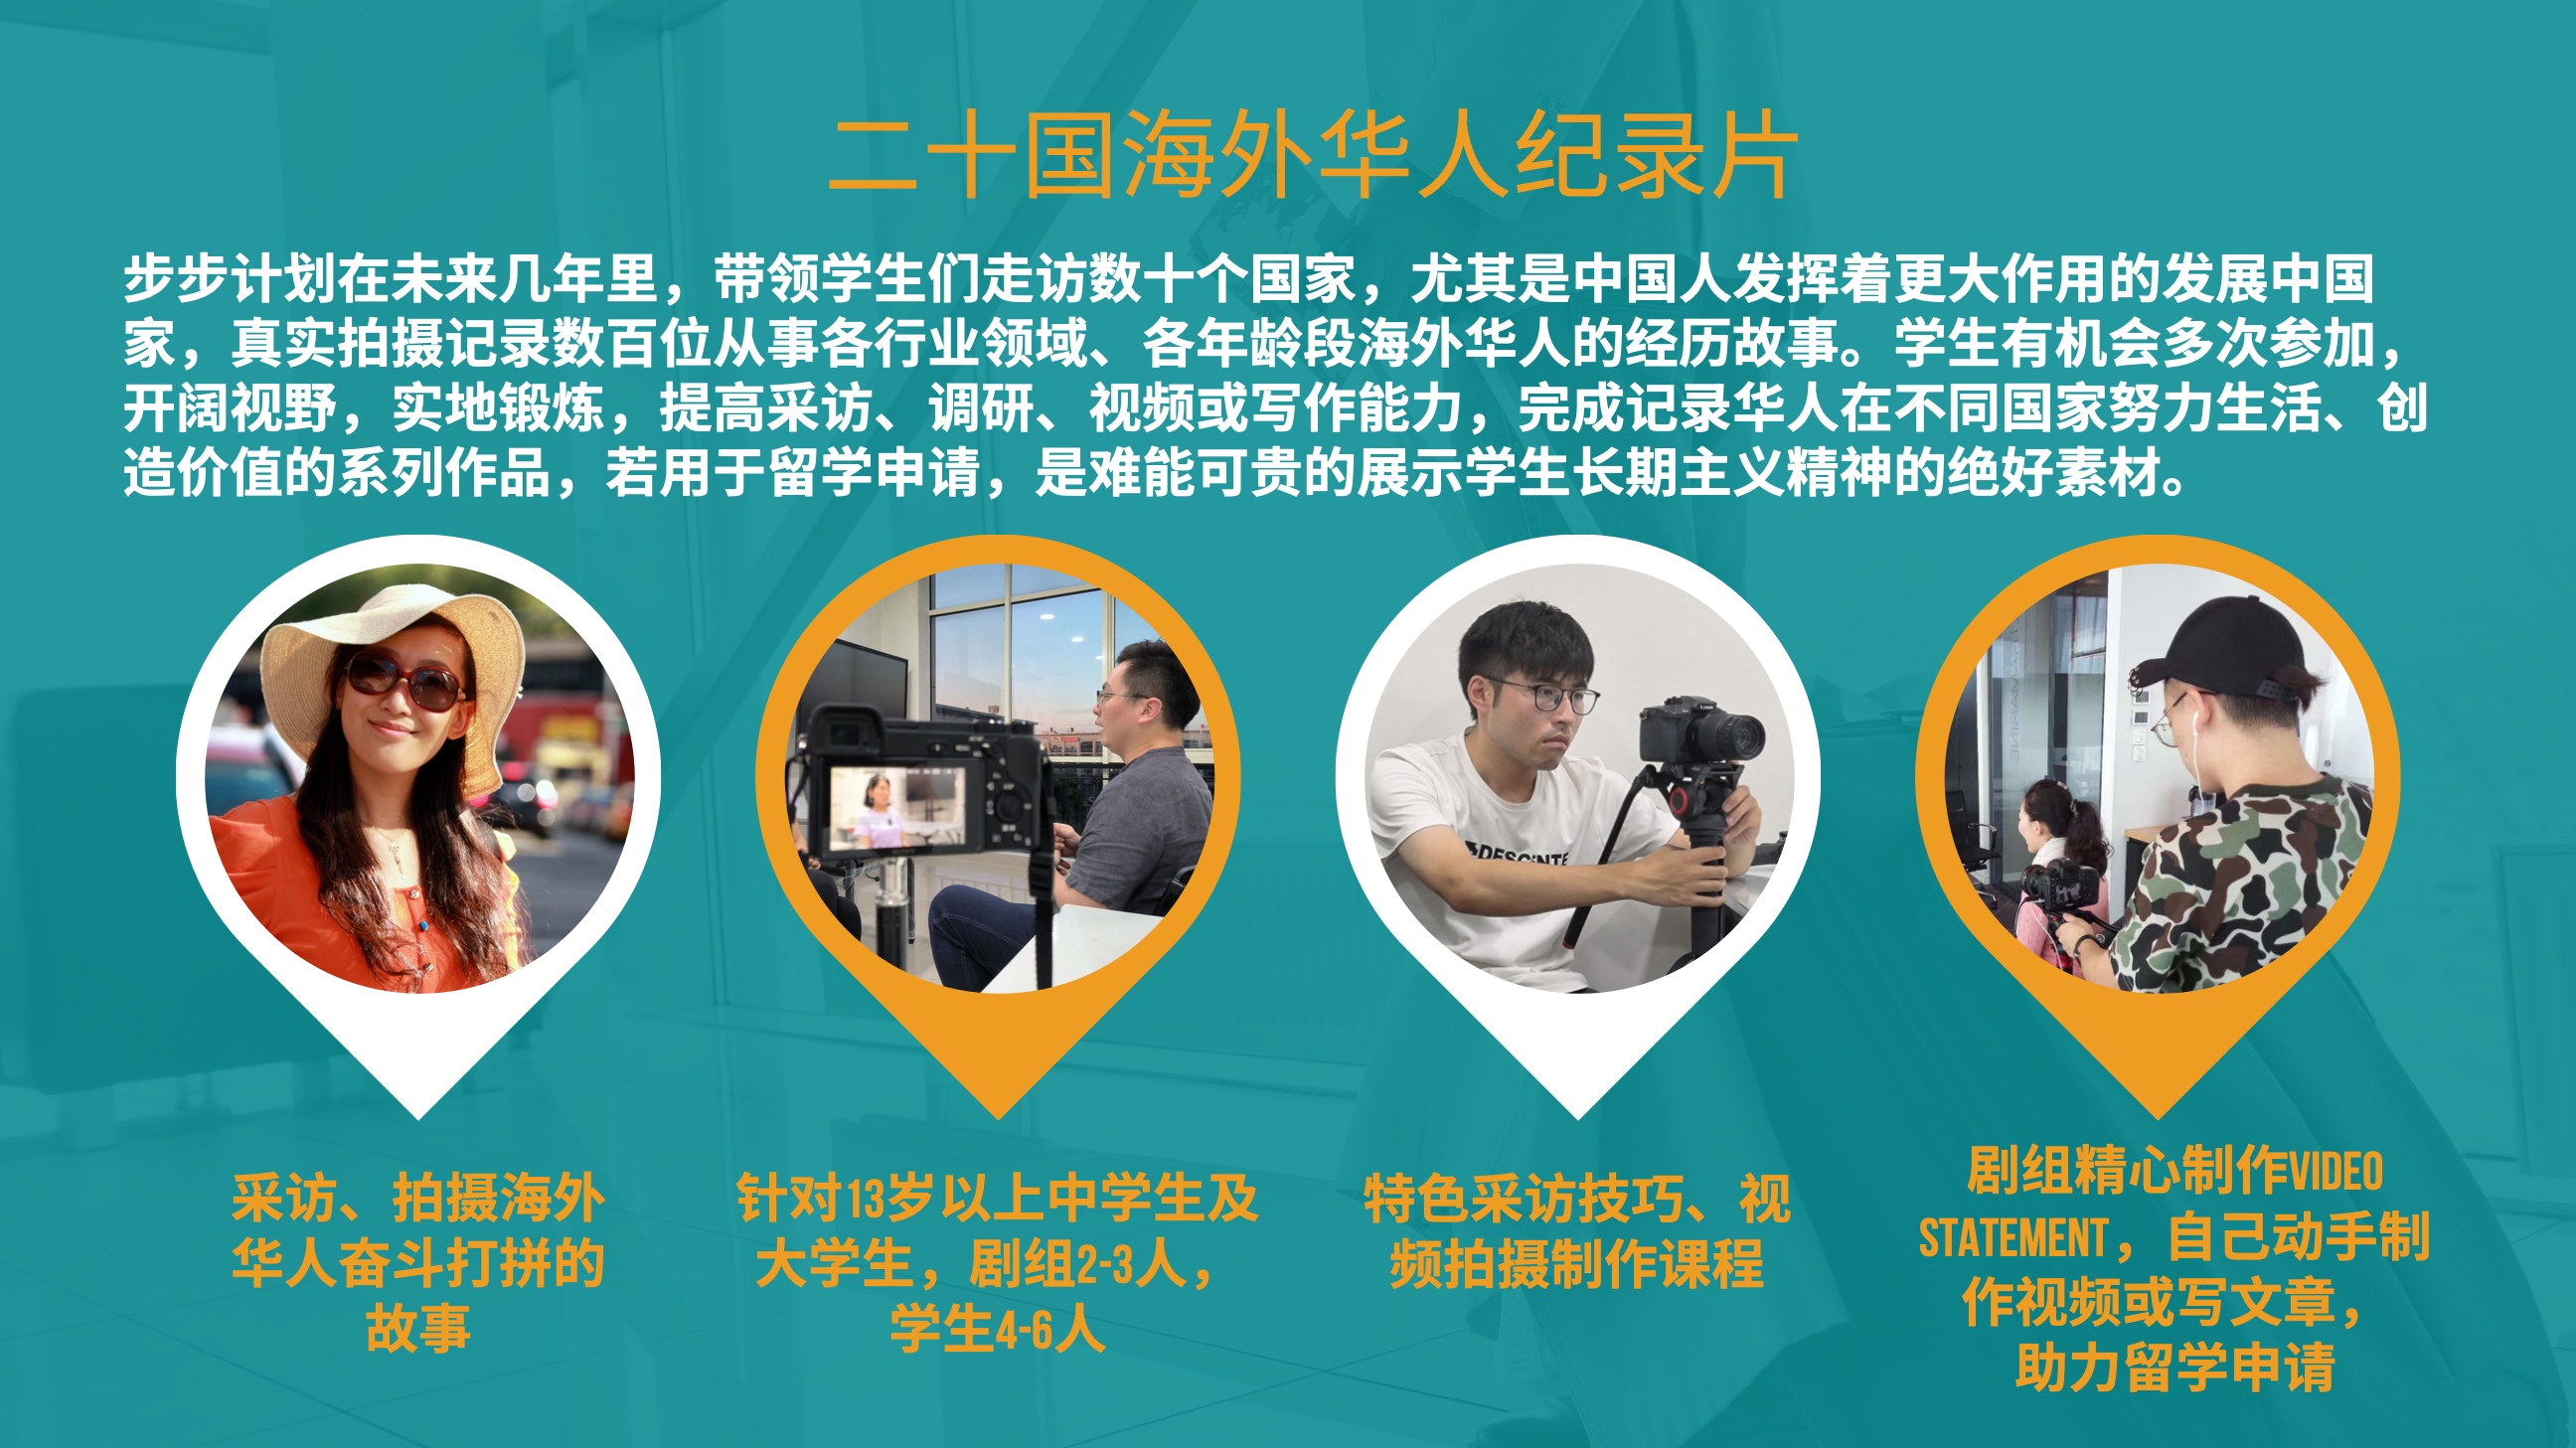 二十国海外华人纪录片
步步计划在未来几年里，带领学生们走访数十个国家，尤其是中国人发挥着更大作用的发展中国
家，真实拍摄记录数百位从事各行业领域、各年龄段海外华人的经历故事。学生有机会多次参加，
开阔视野，实地锻炼，提高采访、调研、视频或写作能力，完成记录华人在不同国家努力生活、创
造价值的系列作品，若用于留学申请，是难能可贵的展示学生长期主义精神的绝好素材。
DESCENTE
采访、拍摄海外
华人奋斗打拼的
故事
针对13岁以上中学生及
大学生，剧组2-3人，
学生4-6人
特色采访技巧、视
频拍摄制作课程
剧组精心制作VIDEO
STATEMENT，自己动手制
作视频或写文章，
助力留学申请